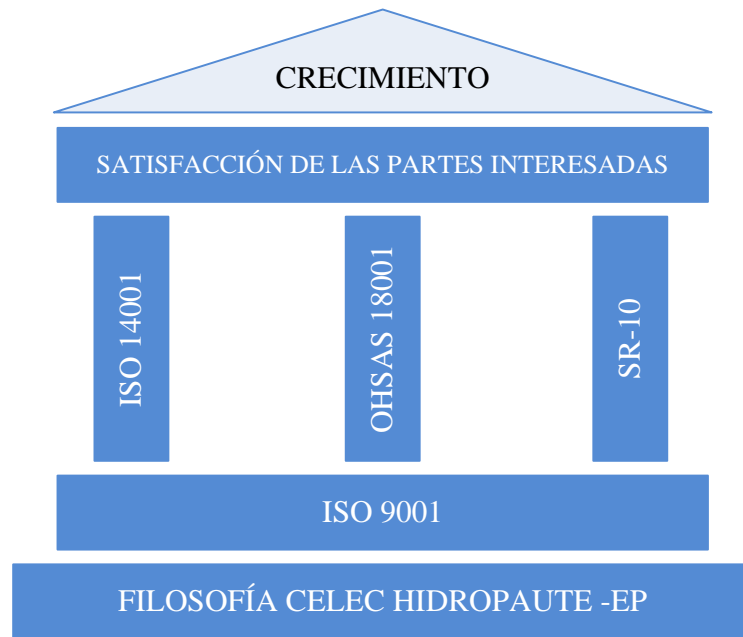 CRECIMIENTO
SATISFACCIÓN DE LAS PARTES INTERESADAS
ISO 14001
OHSAS 18001
SR-10
ISO 9001
FILOSOFÍA CELEC HIDROPAUTE -EP